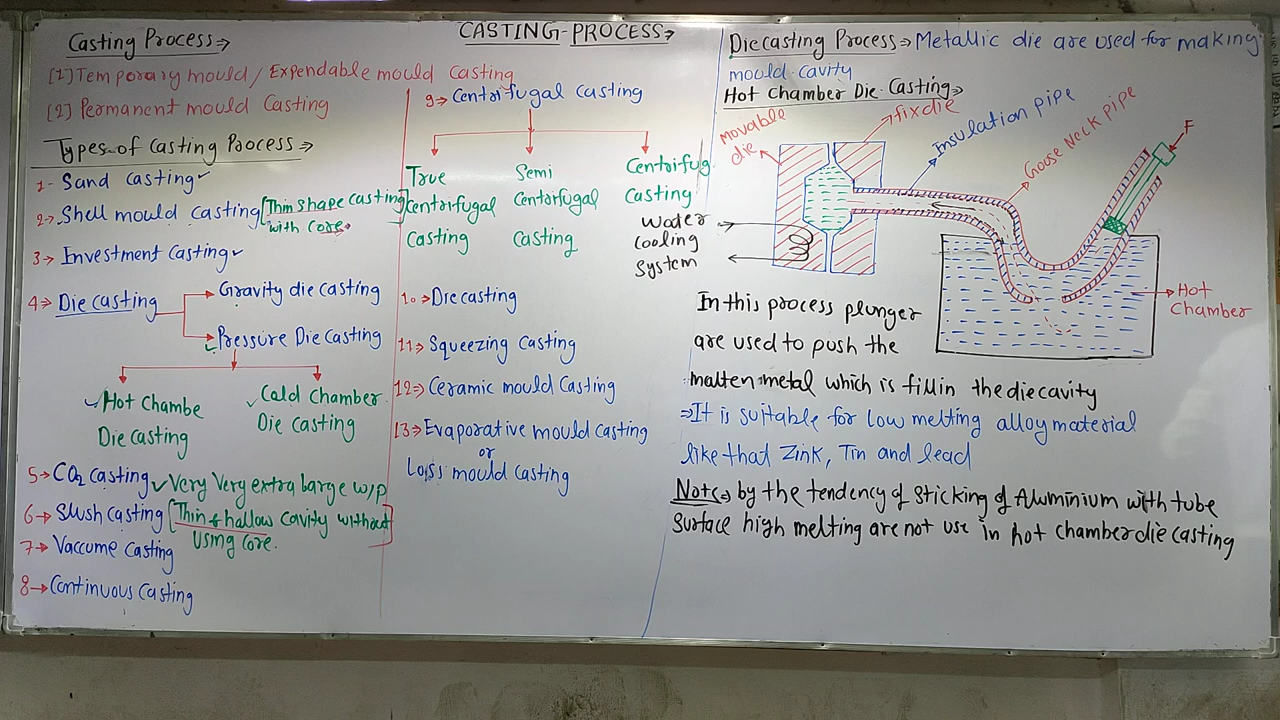 CASTING-PROCESS→
Casting Process→
[1] Temporary mould / Expendable mould Casting
[2] Permanent mould Casting
Types of Casting Process→
1- Sand casting ✓
2→ Shell mould casting [Thin shape casting
with core.]
3→ Investment Casting ✓
4→ Die casting
Gravity die casting
Pressure Die Casting
✓ Hot Chambe
Die casting
✓ Cold chamber
Die Casting
5→ CO2 casting ✓ Very Very extra large w/p
6→ Slush casting [Thin & hallow Cavity without
Using core.]
7→ Vaccume Casting
8→ Continuous Casting
9→ Centrifugal casting
True
Centrifugal
Casting
Semi
Centrifugal
Casting
Centrifug
Casting
10→ Die casting
11→ Squeezing Casting
12→ Ceramic mould Casting
13→ Evaporative mould Casting
or
Loss mould Casting
Diecasting Process→ Metallic die are used for making
mould cavity
Hot Chamber Die Casting→
movable
die
fix die
Insulation pipe
Goose Neck pipe
F
Water
Cooling
System
Hot
Chamber
In this process plunger
are used to push the
molten metal which is fill in the die cavity
⇒ It is suitable for low melting alloy material
like that Zink, Tin and lead
Note→ by the tendency of Sticking of Aluminium with tube
Surface high melting are not use in hot chamber die casting